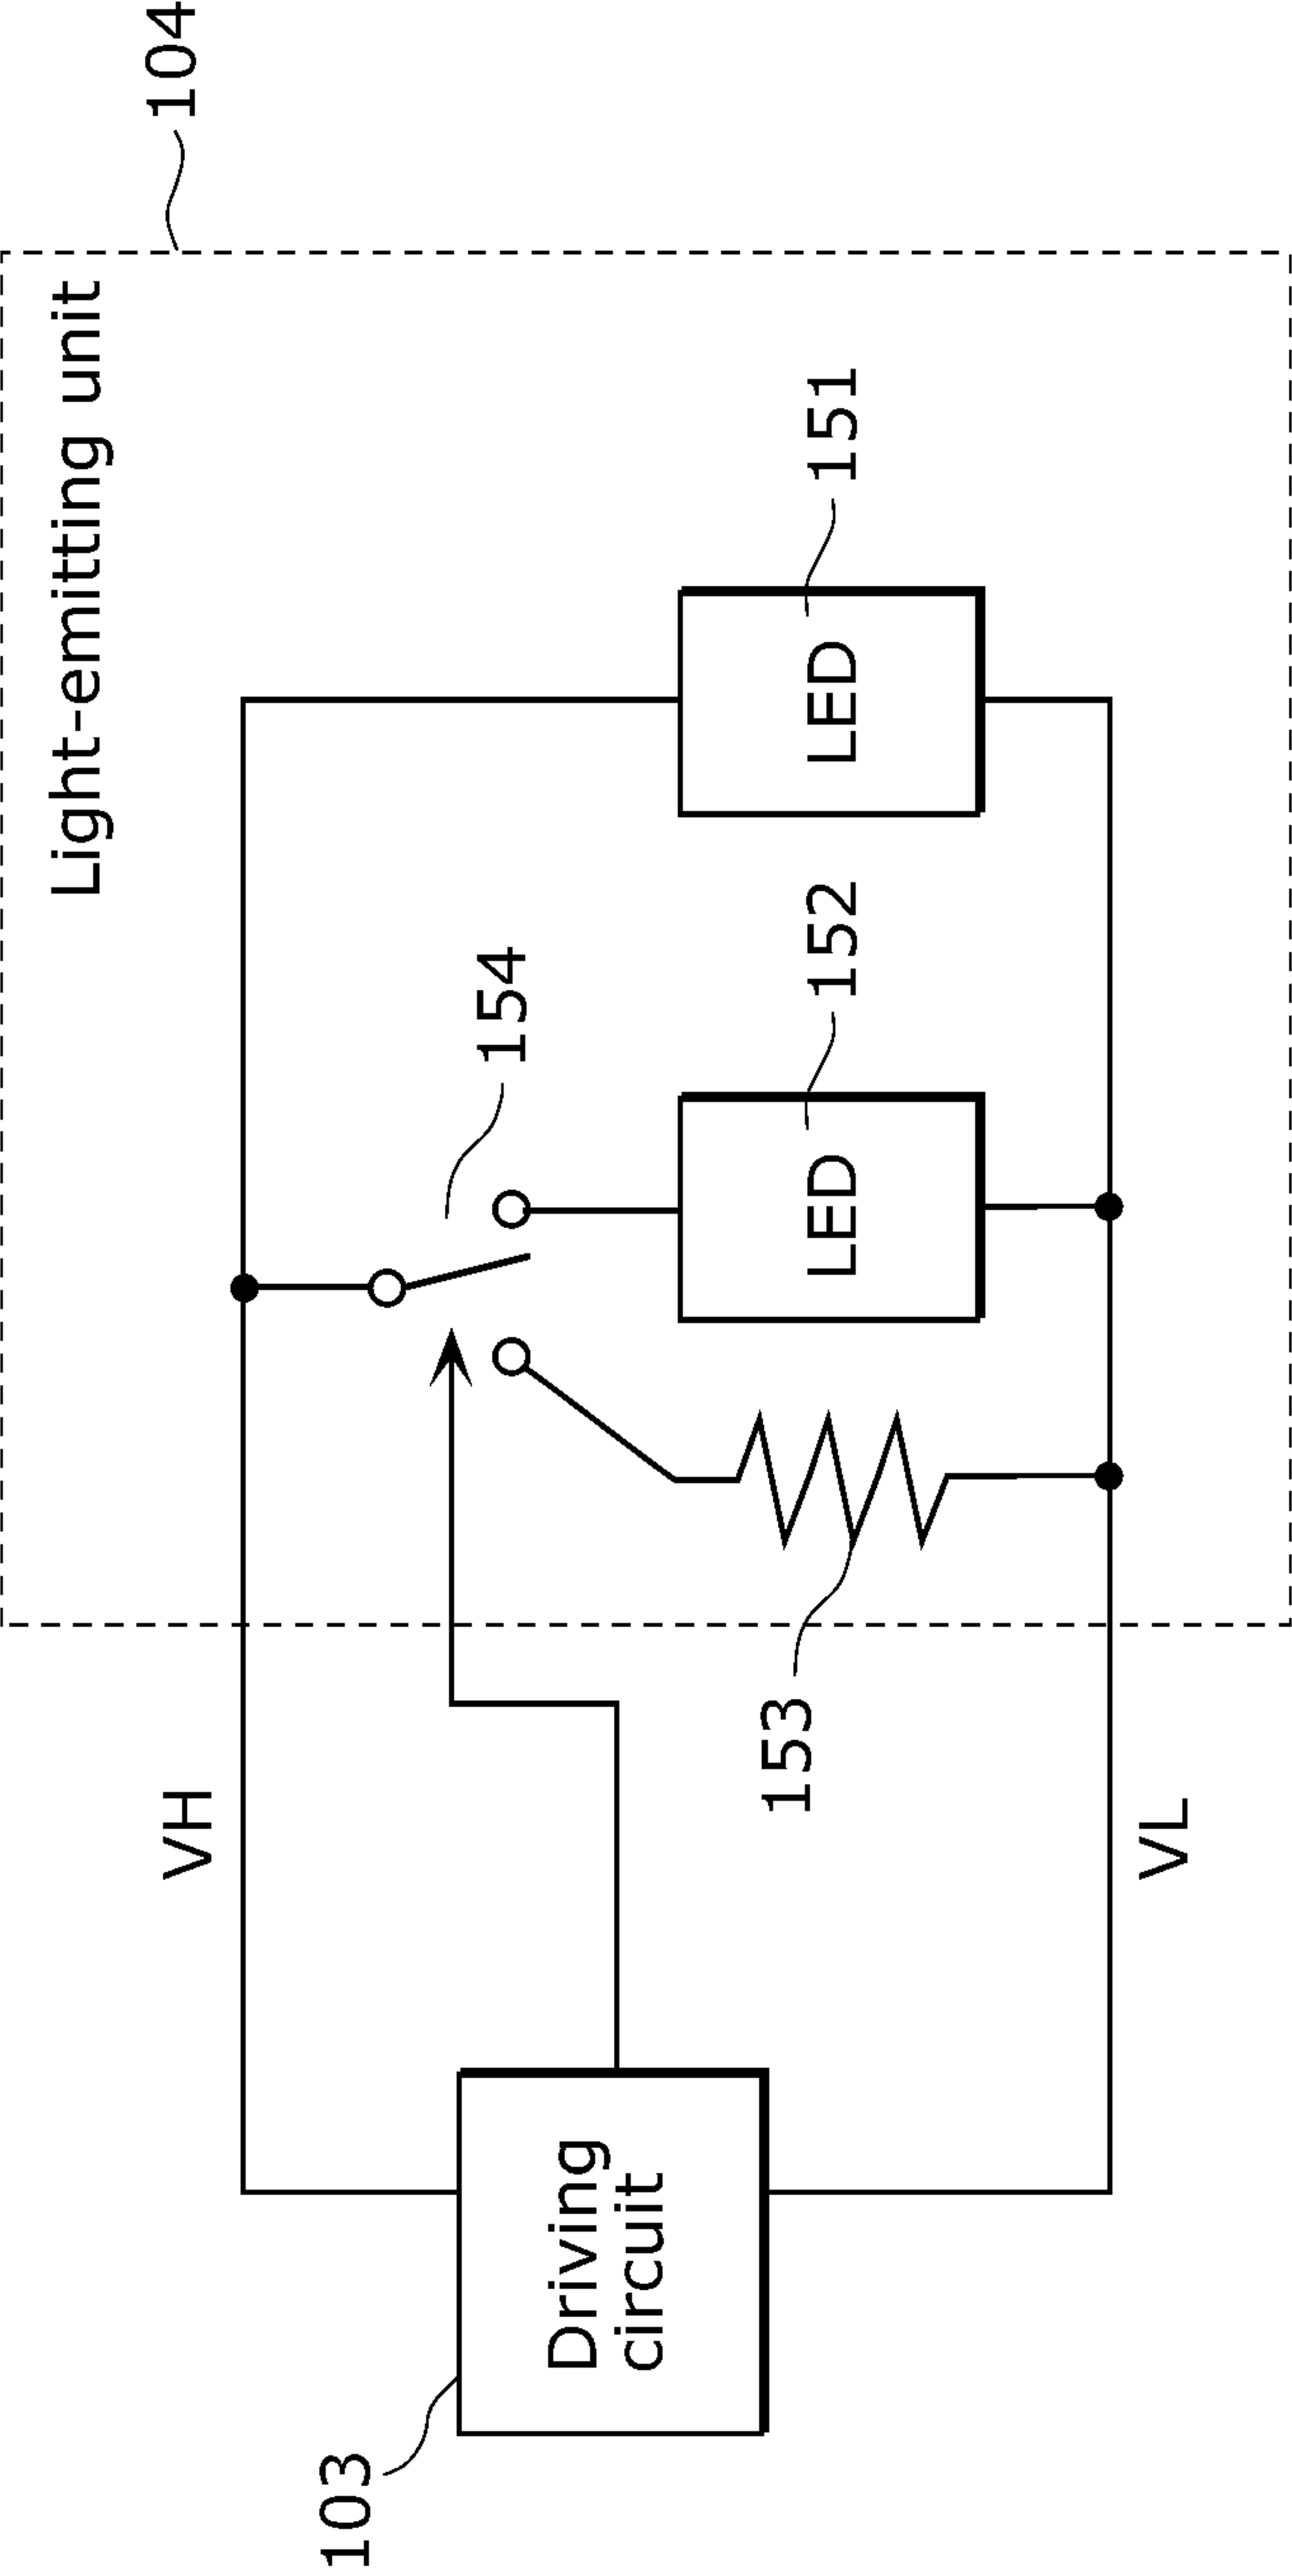 104
Light-emitting unit
VH
154
103
Driving
circuit
LED
152
LED
151
153
VL